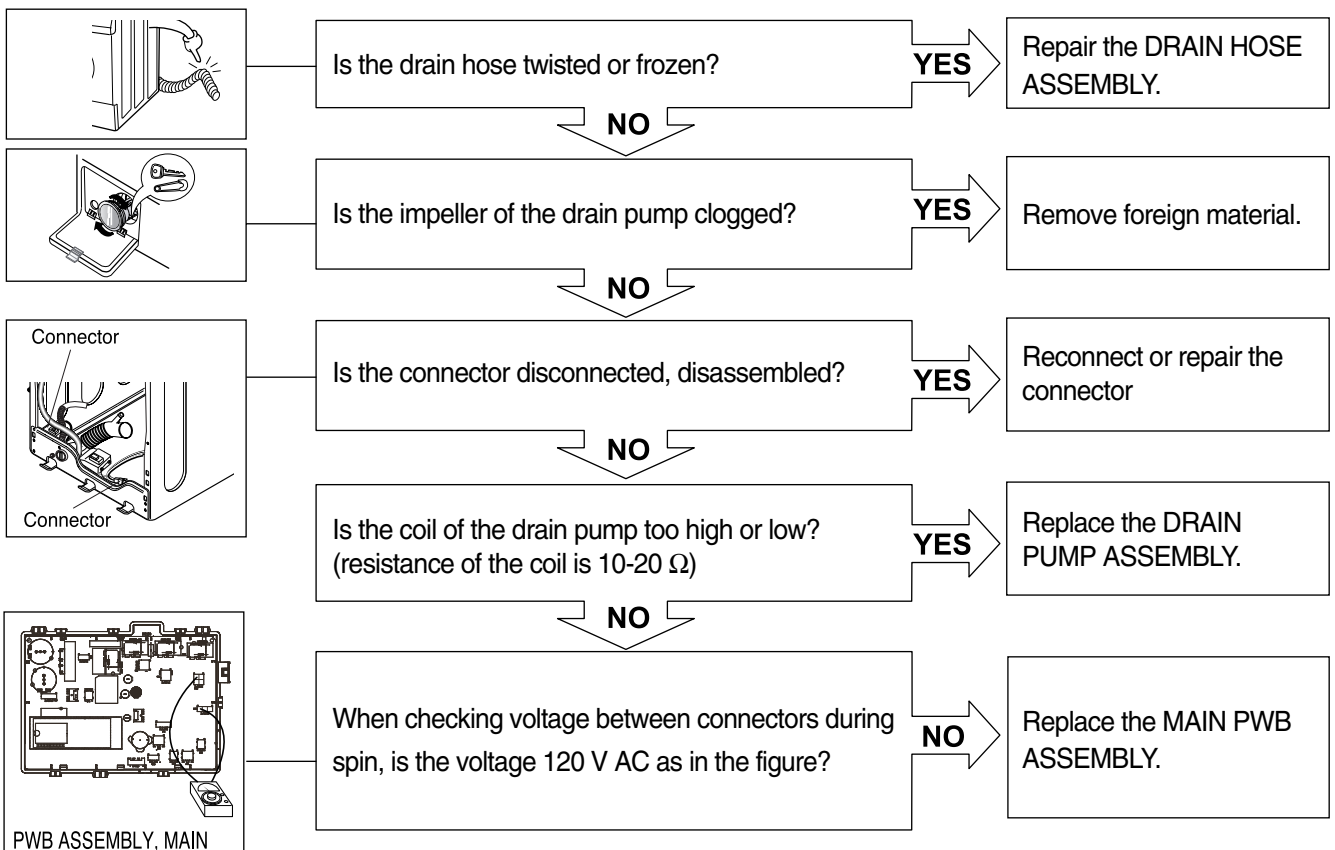 Is the drain hose twisted or frozen?
YES
Repair the DRAIN HOSE
ASSEMBLY.
NO
Is the impeller of the drain pump clogged?
YES
Remove foreign material.
NO
Connector
Connector
Is the connector disconnected, disassembled?
YES
Reconnect or repair the
connector
NO
Is the coil of the drain pump too high or low?
(resistance of the coil is 10-20 Ω)
YES
Replace the DRAIN
PUMP ASSEMBLY.
NO
PWB ASSEMBLY, MAIN
When checking voltage between connectors during
spin, is the voltage 120 V AC as in the figure?
NO
Replace the MAIN PWB
ASSEMBLY.